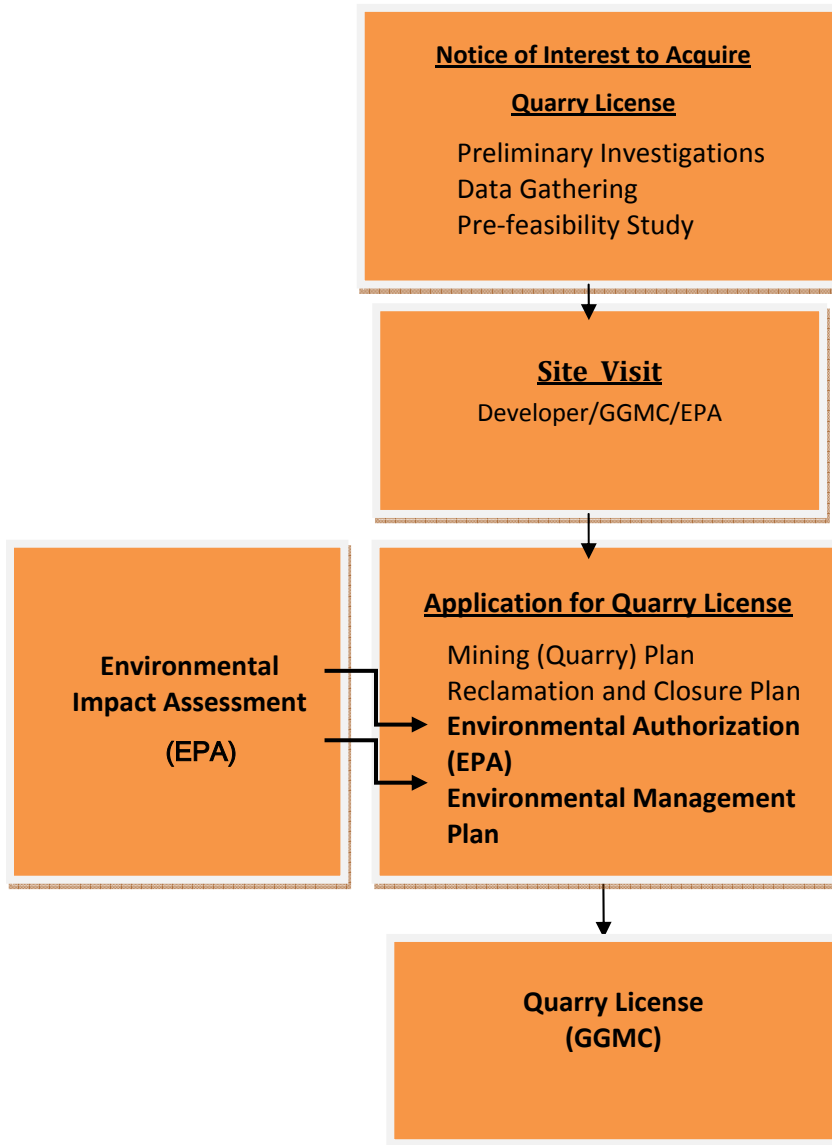 Notice of Interest to Acquire
Quarry License
Preliminary Investigations
Data Gathering
Pre-feasibility Study
Site Visit
Developer/GGMC/EPA
Environmental
Impact Assessment
(EPA)
Application for Quarry License
Mining (Quarry) Plan
Reclamation and Closure Plan
Environmental Authorization
(EPA)
Environmental Management
Plan
Quarry License
(GGMC)